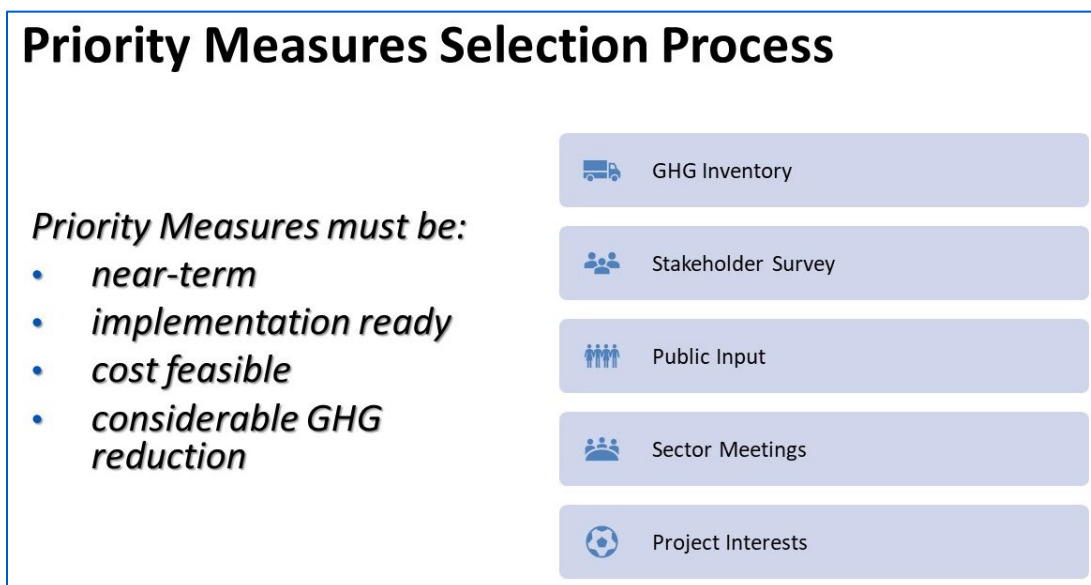 Priority Measures Selection Process
Priority Measures must be:
• near-term
• implementation ready
• cost feasible
• considerable GHG
reduction
GHG Inventory
Stakeholder Survey
Public Input
Sector Meetings
Project Interests